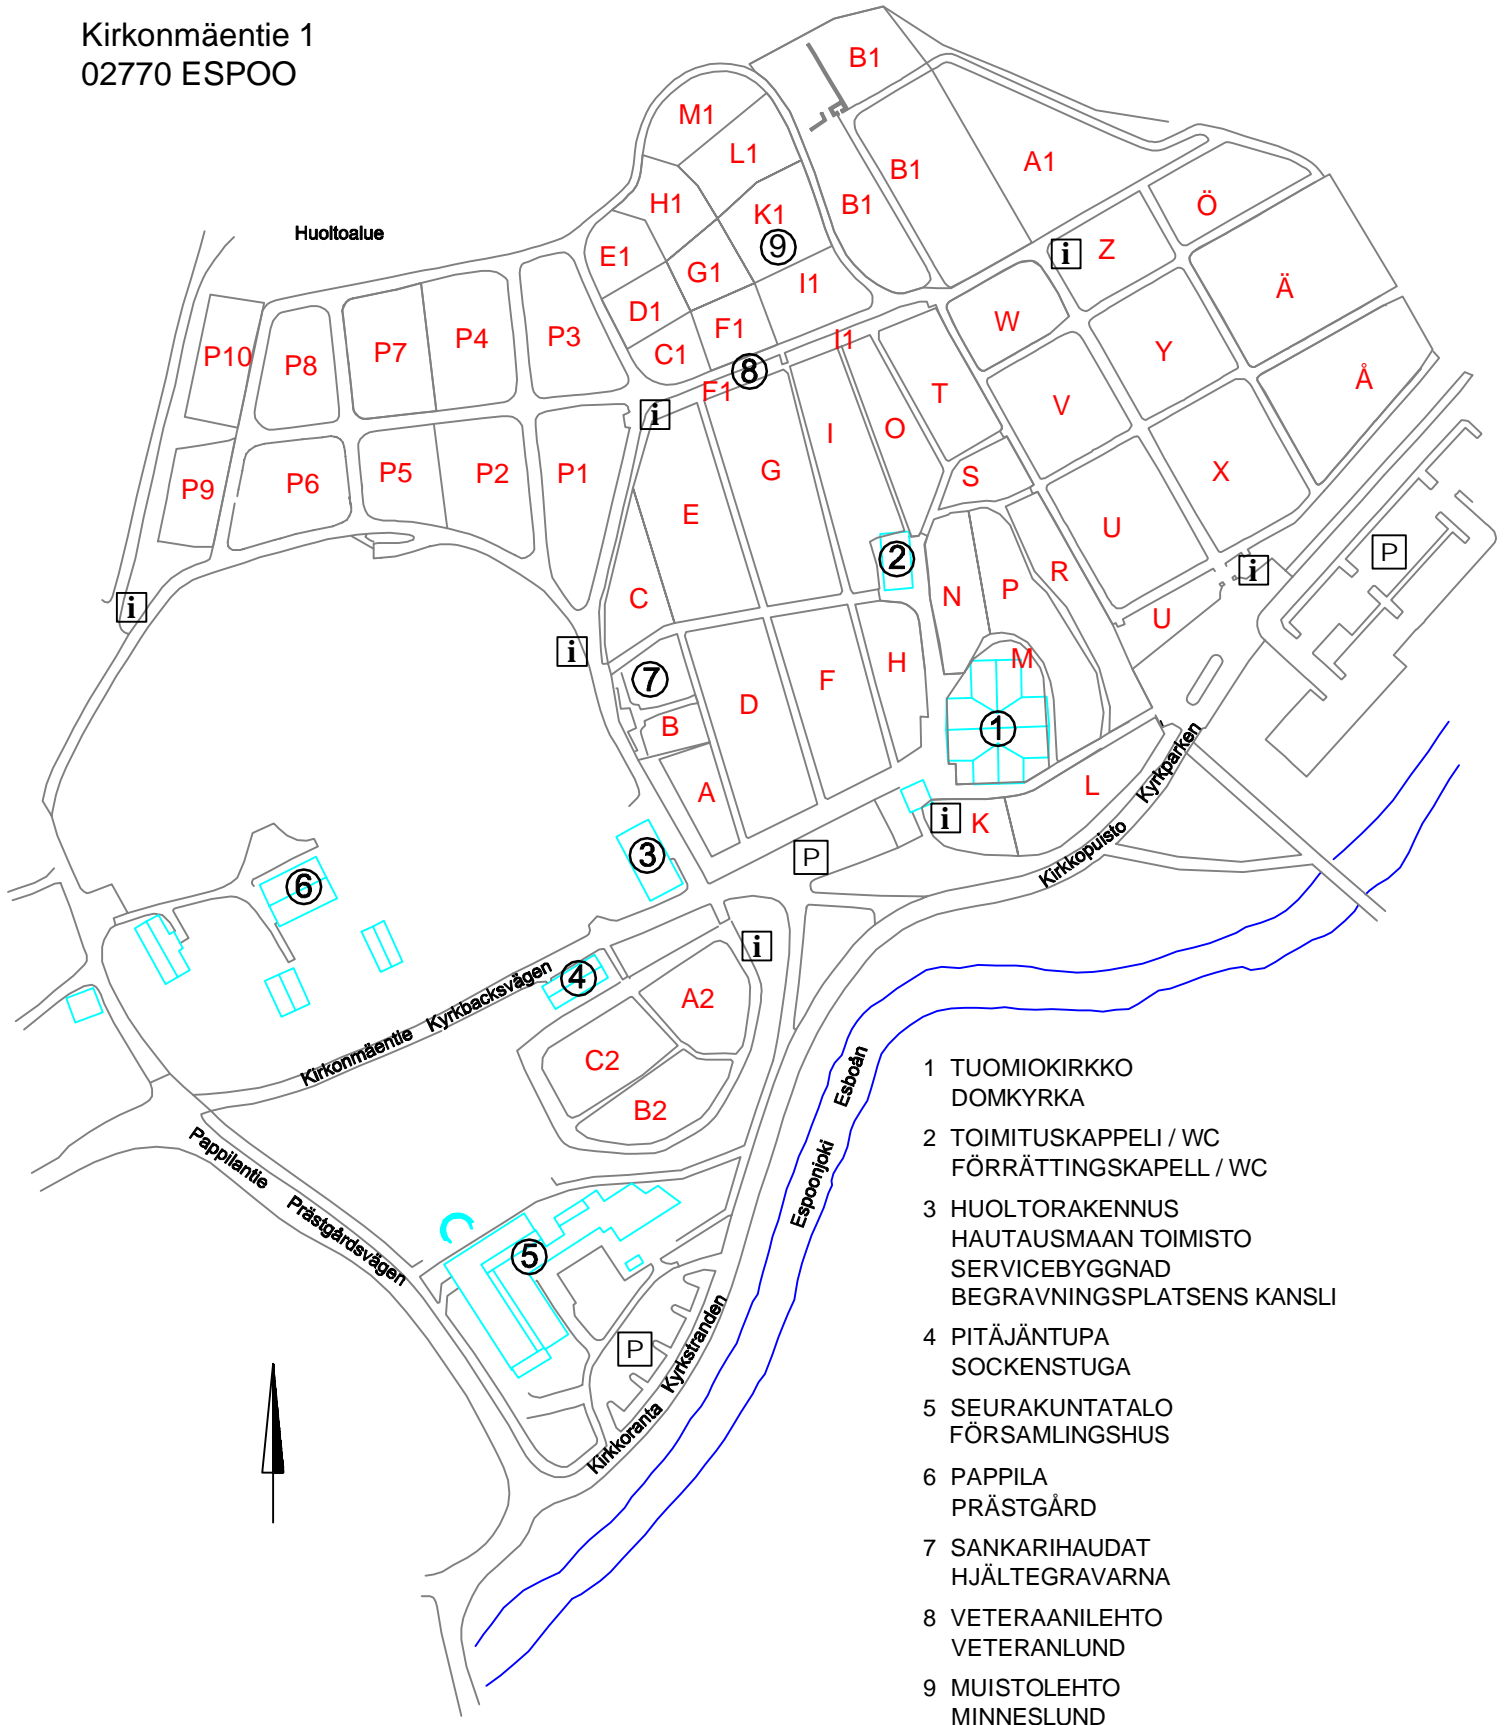 Kirkonmäentie 1
02770 ESPOO
B1
M1
L1
B1
A1
H1
K1
B1
Ö
Huoltoalue
9
E1
i
Z
G1
I1
Ä
D1
W
P10
P8
P7
P4
P3
C1
F1
I1
Y
8
Å
F1
T
V
i
O
I
G
S
X
P9
P6
P5
P2
P1
E
U
P
2
R
i
C
N
P
i
U
i
M
H
7
F
D
B
1
L
A
i
K
P
3
Kirkkopuisto Kyrkparken
6
i
4
A2
Kirkonmäentie Kyrkbacksvägen
C2
B2
Espoonjoki Esboån
Pappilantie Prästgårdsvägen
5
P
Kirkkoranta Kyrkstranden
1 TUOMIOKIRKKO
DOMKYRKA
2 TOIMITUSKAPPELI / WC
FÖRRÄTTINGSKAPELL / WC
3 HUOLTORAKENNUS
HAUTAUSMAAN TOIMISTO
SERVICEBYGGNAD
BEGRAVNINGSPLATSENS KANSLI
4 PITÄJÄNTUPA
SOCKENSTUGA
5 SEURAKUNTATALO
FÖRSAMLINGSHUS
6 PAPPILA
PRÄSTGÅRD
7 SANKARIHAUDAT
HJÄLTEGRAVARNA
8 VETERAANILEHTO
VETERANLUND
9 MUISTOLEHTO
MINNESLUND